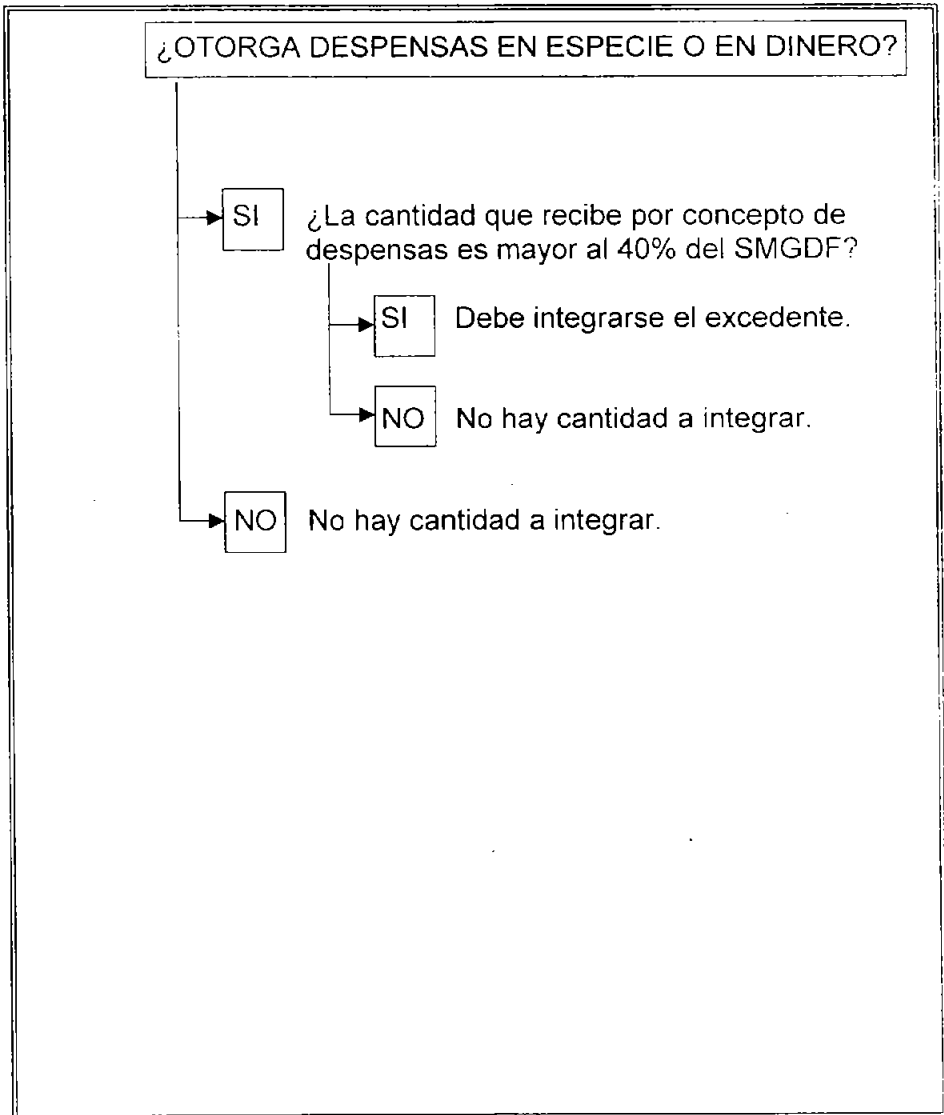 ¿OTORGA DESPENSAS EN ESPECIE O EN DINERO?
SI ¿La cantidad que recibe por concepto de
despensas es mayor al 40% del SMGDF?
SI Debe integrarse el excedente.
NO No hay cantidad a integrar.
NO No hay cantidad a integrar.